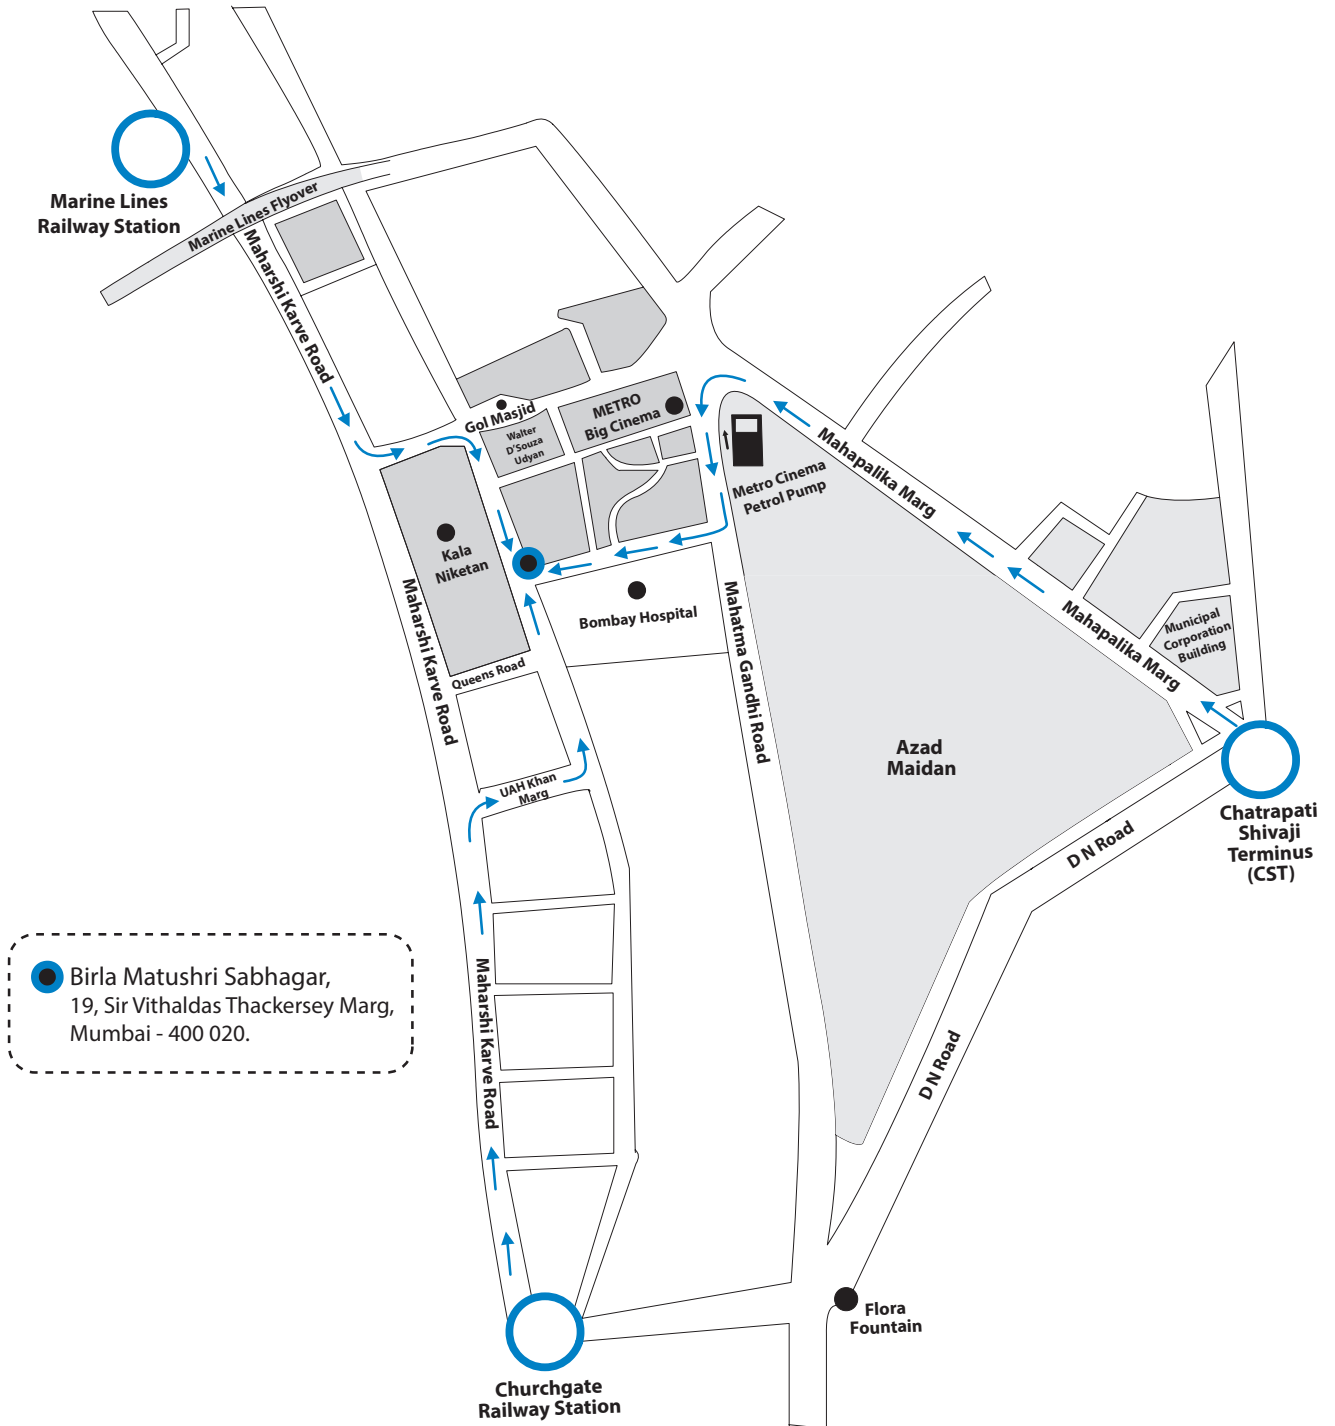 Marine Lines
Railway Station
Marine Lines Flyover
Maharshi Karve Road
Gol Masjid
Walter
D'Souza
Udyan
METRO
Big Cinema
Metro Cinema
Petrol Pump
Mahapalika Marg
Kala
Niketan
Maharshi Karve Road
Bombay Hospital
Mahatma Gandhi Road
Mahapalika Marg
Municipal
Corporation
Building
Queens Road
UAH Khan
Marg
Azad
Maidan
Chatrapati
Shivaji
Terminus
(CST)
D N Road
Birla Matushri Sabhagar,
19, Sir Vithaldas Thackersey Marg,
Mumbai - 400 020.
Maharshi Karve Road
D N Road
Flora
Fountain
Churchgate
Railway Station